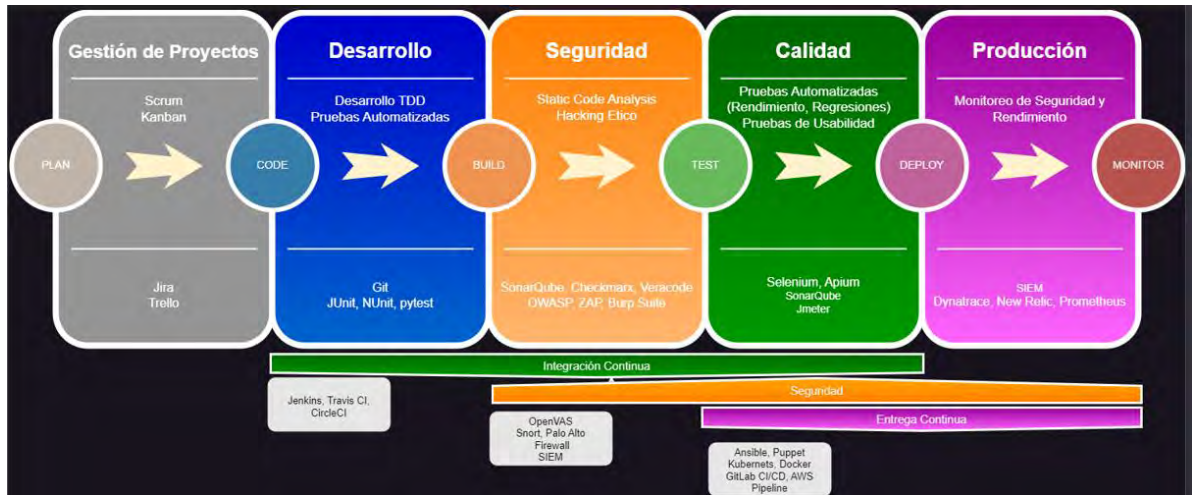 Gestión de Proyectos
Scrum
Kanban
Jira
Trello
Desarrollo
Desarrollo TDD
Pruebas Automatizadas
Git
JUnit, NUnit, pytest
Seguridad
Static Code Analysis
Hacking Etico
SonarQube, Checkmarx, Veracode
OWASP, ZAP, Burp Suite
Calidad
Pruebas Automatizadas
(Rendimiento, Regresiones)
Pruebas de Usabilidad
Selenium, Apium
SonarQube
Jmeter
Producción
Monitoreo de Seguridad y
Rendimiento
SIEM
Dynatrace, New Relic, Prometheus
PLAN
CODE
BUILD
TEST
DEPLOY
MONITOR
Integración Continua
Jenkins, Travis CI,
CircleCI
Seguridad
OpenVAS
Snort, Palo Alto
Firewall
SIEM
Entrega Continua
Ansible, Puppet
Kubernets, Docker
GitLab CI/CD, AWS
Pipeline